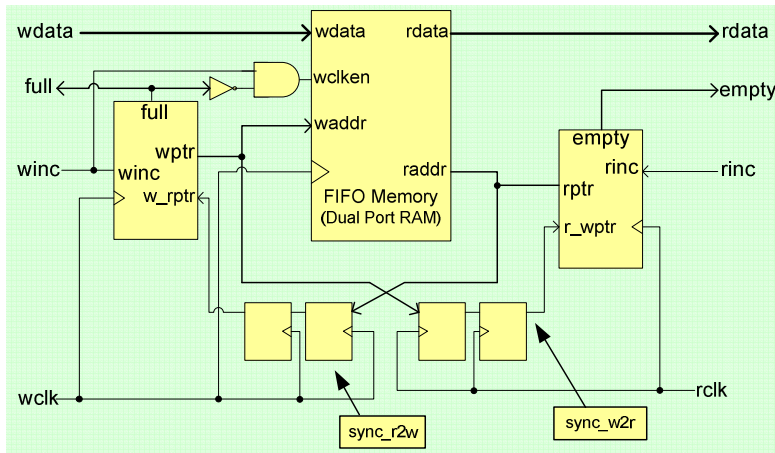 wdata
wdata
rdata
rdata
full
wclken
empty
full
waddr
empty
wptr
winc
winc
raddr
rinc
rinc
w_rptr
FIFO Memory
(Dual Port RAM)
rptr
r_wptr
wclk
rclk
sync_r2w
sync_w2r